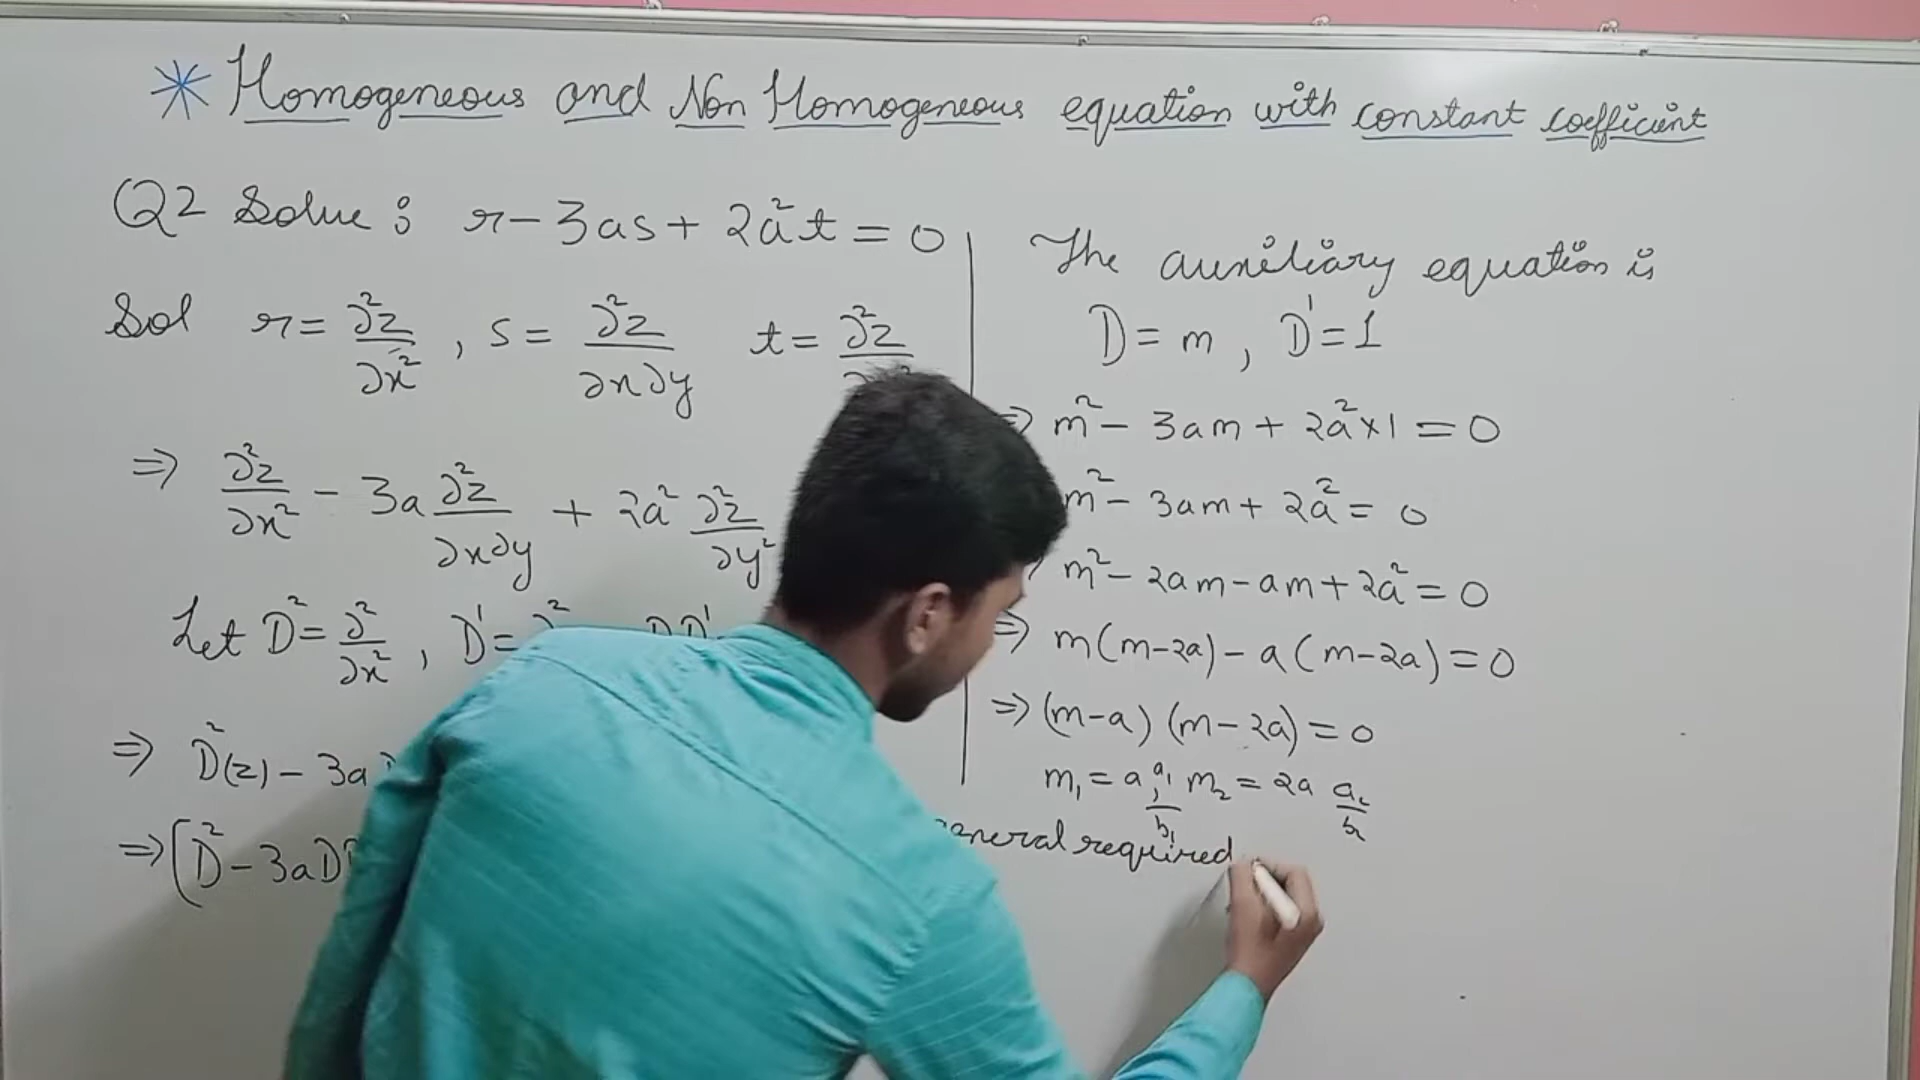 * Homogeneous and Non Homogeneous equation with constant coefficient
Q2 Solve : r - 3as + 2a²t = 0
Sol r = ∂²z/∂x² , s = ∂²z/∂x∂y t = ∂²z
⇒ ∂²z/∂x² - 3a ∂²z/∂x∂y + 2a² ∂²z/∂y²
Let D² = ∂²/∂x² , D' = ∂² DD'
⇒ D²(z) - 3a
⇒ [D² - 3aD
The auxiliary equation is
D = m , D' = 1
⇒ m² - 3am + 2a² × 1 = 0
m² - 3am + 2a² = 0
m² - 2am - am + 2a² = 0
⇒ m(m-2a) - a(m-2a) = 0
⇒ (m-a) (m-2a) = 0
m₁ = a , a₁/b₁ m₂ = 2a a₂/b₂
general required